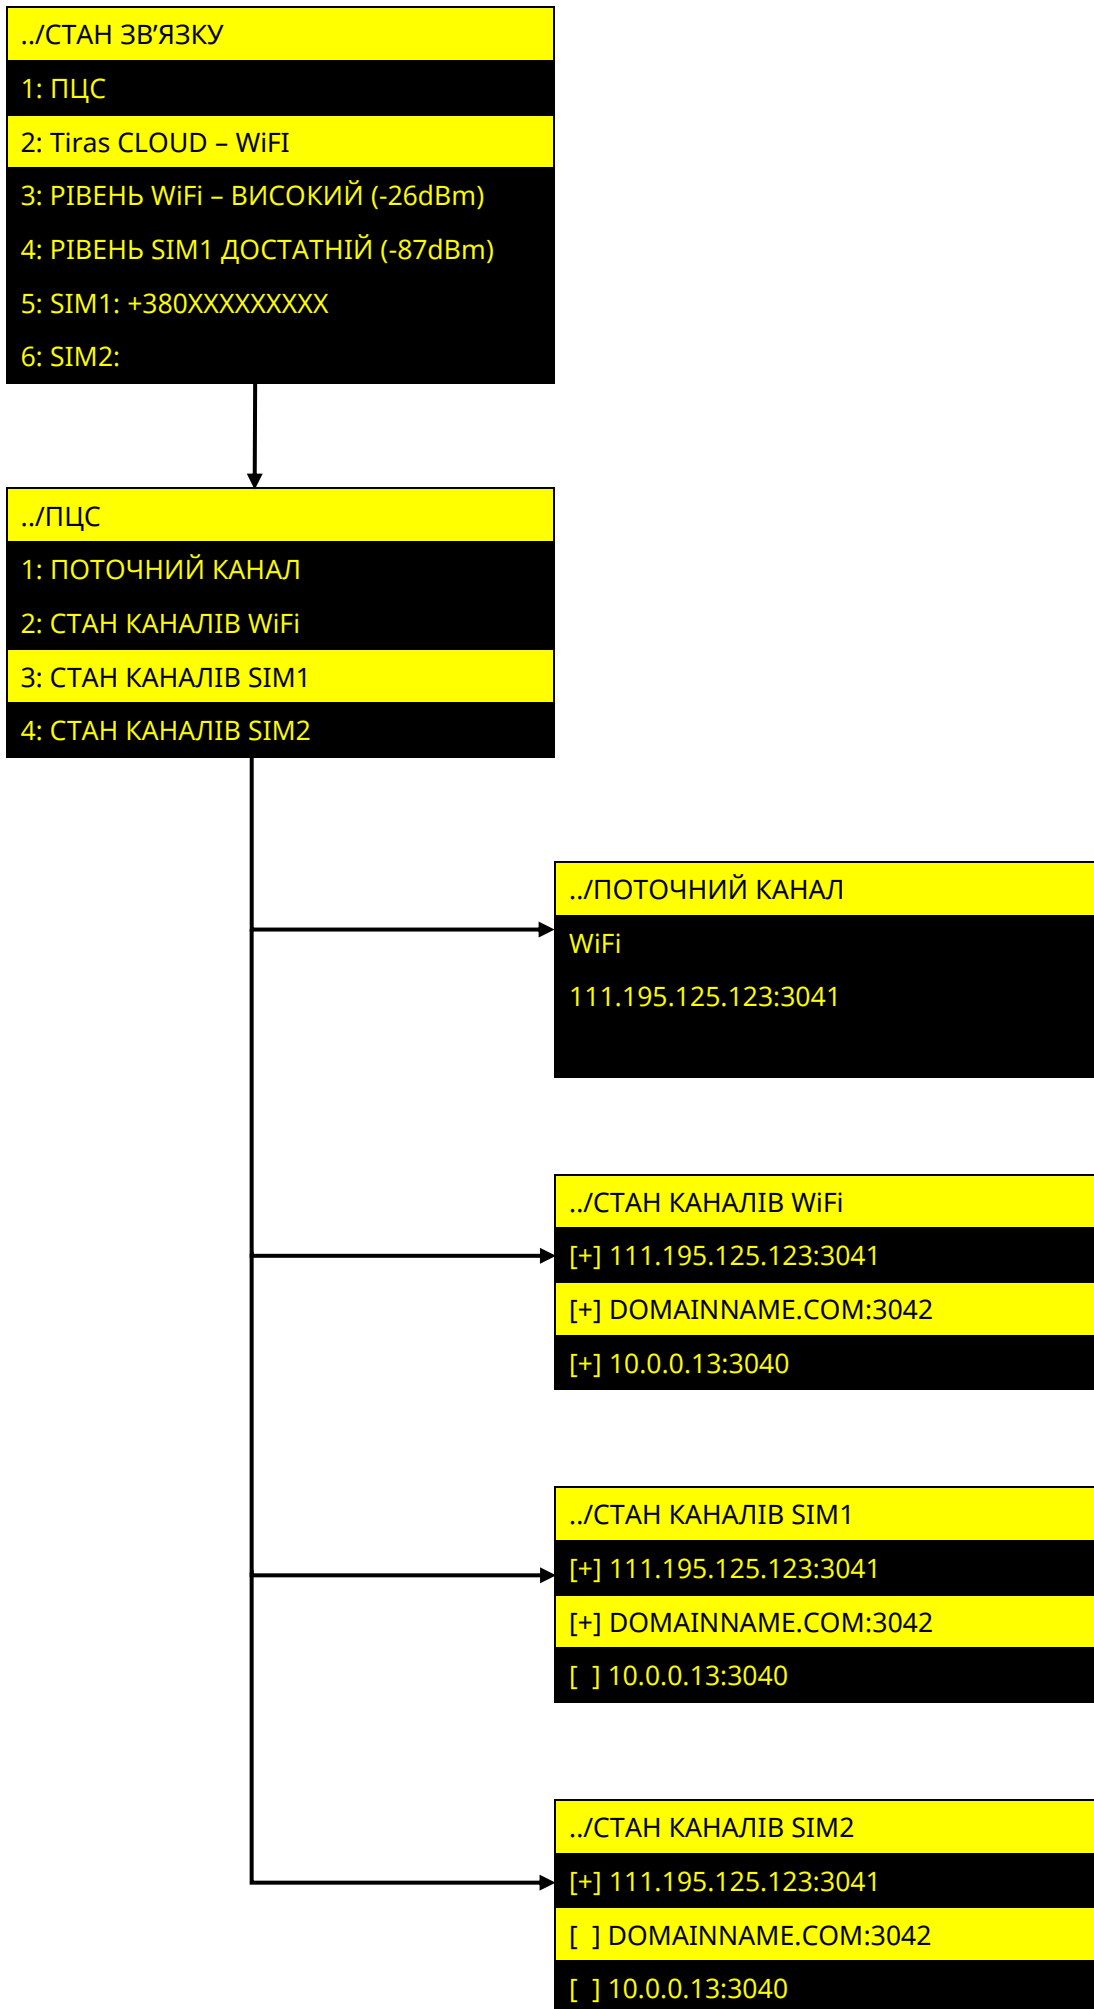 ../СТАН ЗВ’ЯЗКУ
1: ПЦС
2: Tiras CLOUD – WiFI
3: РІВЕНЬ WiFi – ВИСОКИЙ (-26dBm)
4: РІВЕНЬ SIM1 ДОСТАТНІЙ (-87dBm)
5: SIM1: +380XXXXXXXXX
6: SIM2:
../ПЦС
1: ПОТОЧНИЙ КАНАЛ
2: СТАН КАНАЛІВ WiFi
3: СТАН КАНАЛІВ SIM1
4: СТАН КАНАЛІВ SIM2
../ПОТОЧНИЙ КАНАЛ
WiFi
111.195.125.123:3041
../СТАН КАНАЛІВ WiFi
[+] 111.195.125.123:3041
[+] DOMAINNAME.COM:3042
[+] 10.0.0.13:3040
../СТАН КАНАЛІВ SIM1
[+] 111.195.125.123:3041
[+] DOMAINNAME.COM:3042
[ ] 10.0.0.13:3040
../СТАН КАНАЛІВ SIM2
[+] 111.195.125.123:3041
[ ] DOMAINNAME.COM:3042
[ ] 10.0.0.13:3040